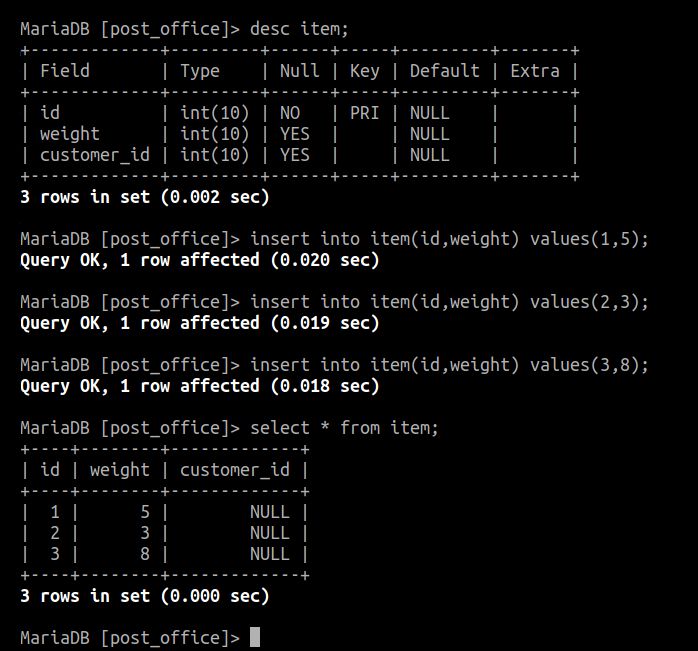 MariaDB [post_office]> desc item;
+-------------+---------+------+-----+---------+-------+
| Field       | Type    | Null | Key | Default | Extra |
+-------------+---------+------+-----+---------+-------+
| id          | int(10) | NO   | PRI | NULL    |       |
| weight      | int(10) | YES  |     | NULL    |       |
| customer_id | int(10) | YES  |     | NULL    |       |
+-------------+---------+------+-----+---------+-------+
3 rows in set (0.002 sec)
MariaDB [post_office]> insert into item(id,weight) values(1,5);
Query OK, 1 row affected (0.020 sec)
MariaDB [post_office]> insert into item(id,weight) values(2,3);
Query OK, 1 row affected (0.019 sec)
MariaDB [post_office]> insert into item(id,weight) values(3,8);
Query OK, 1 row affected (0.018 sec)
MariaDB [post_office]> select * from item;
+----+--------+-------------+
| id | weight | customer_id |
+----+--------+-------------+
|  1 |      5 |        NULL |
|  2 |      3 |        NULL |
|  3 |      8 |        NULL |
+----+--------+-------------+
3 rows in set (0.000 sec)
MariaDB [post_office]>